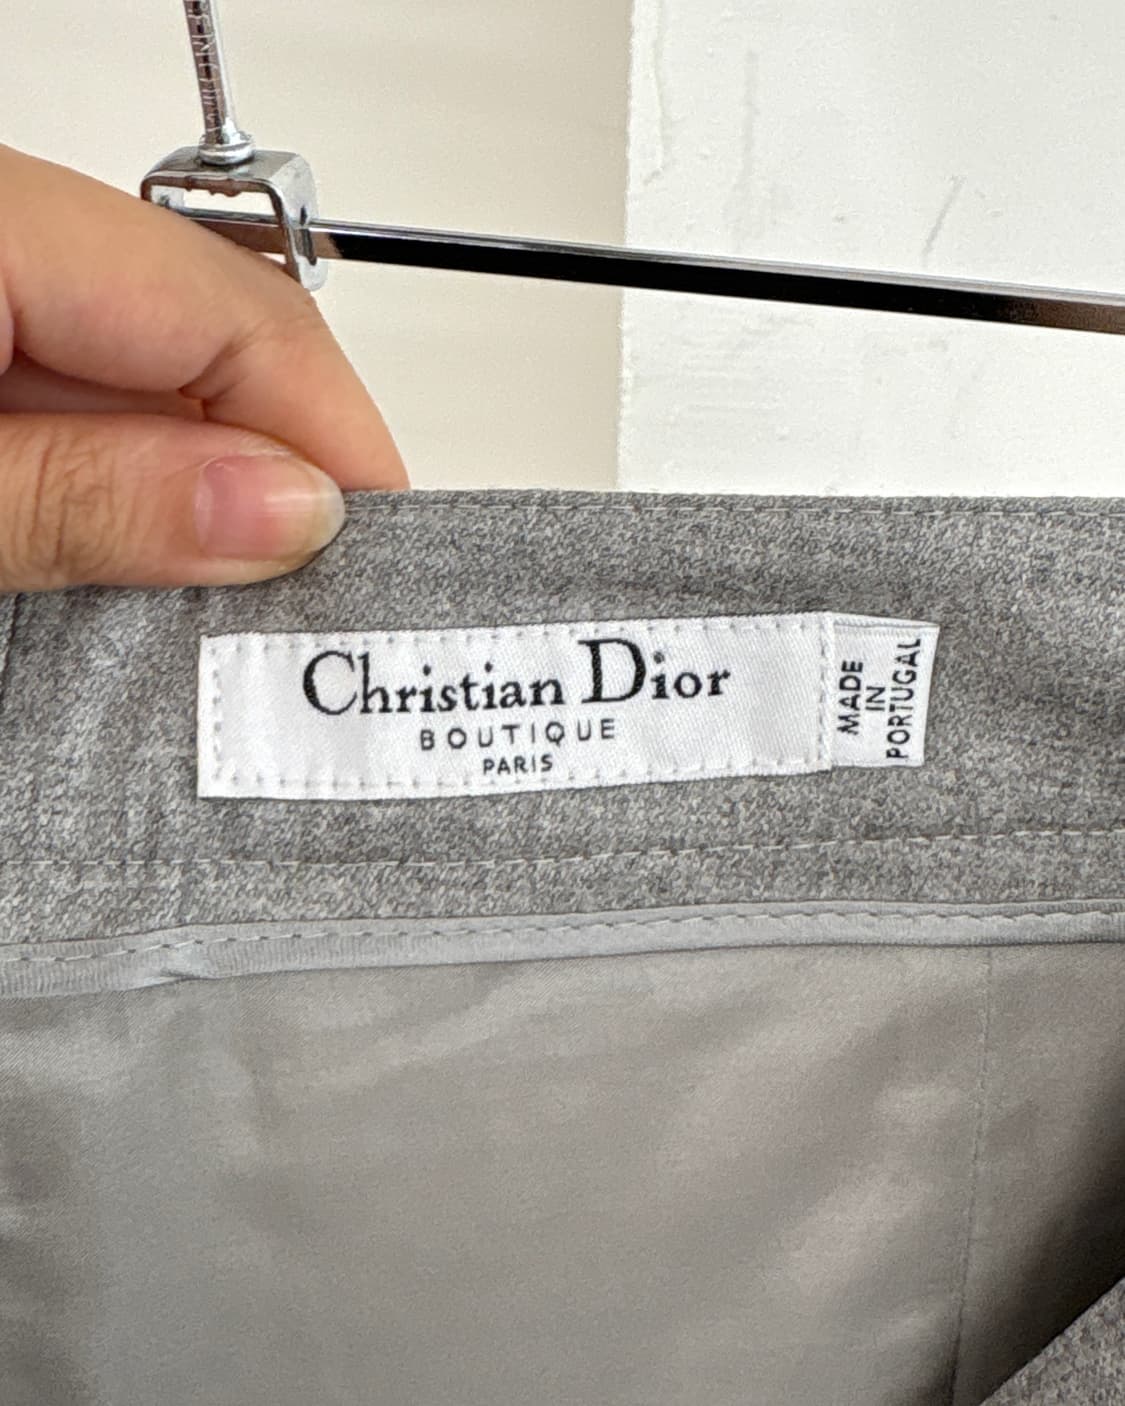 Christian Dior
BOUTIQUE
PARIS
MADE
IN
PORTUGAL